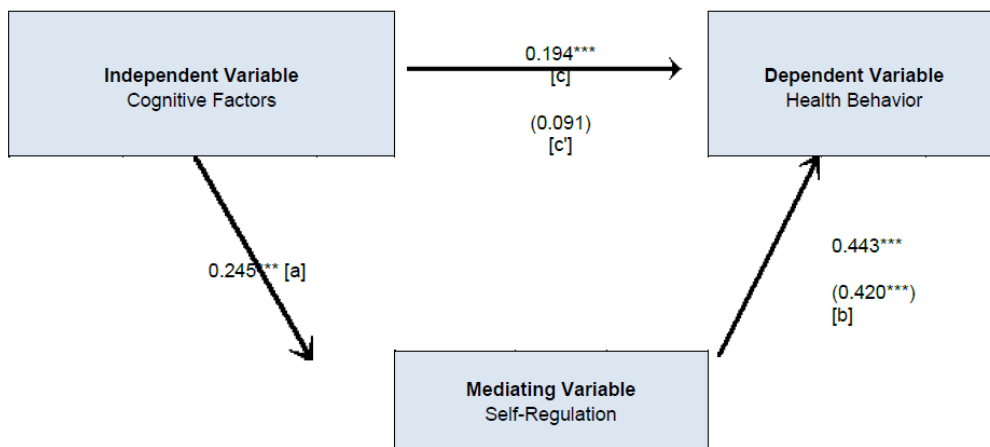 Independent Variable
Cognitive Factors
0.194***
[c]
(0.091)
[c']
Dependent Variable
Health Behavior
0.245*** [a]
0.443***
(0.420***)
[b]
Mediating Variable
Self-Regulation